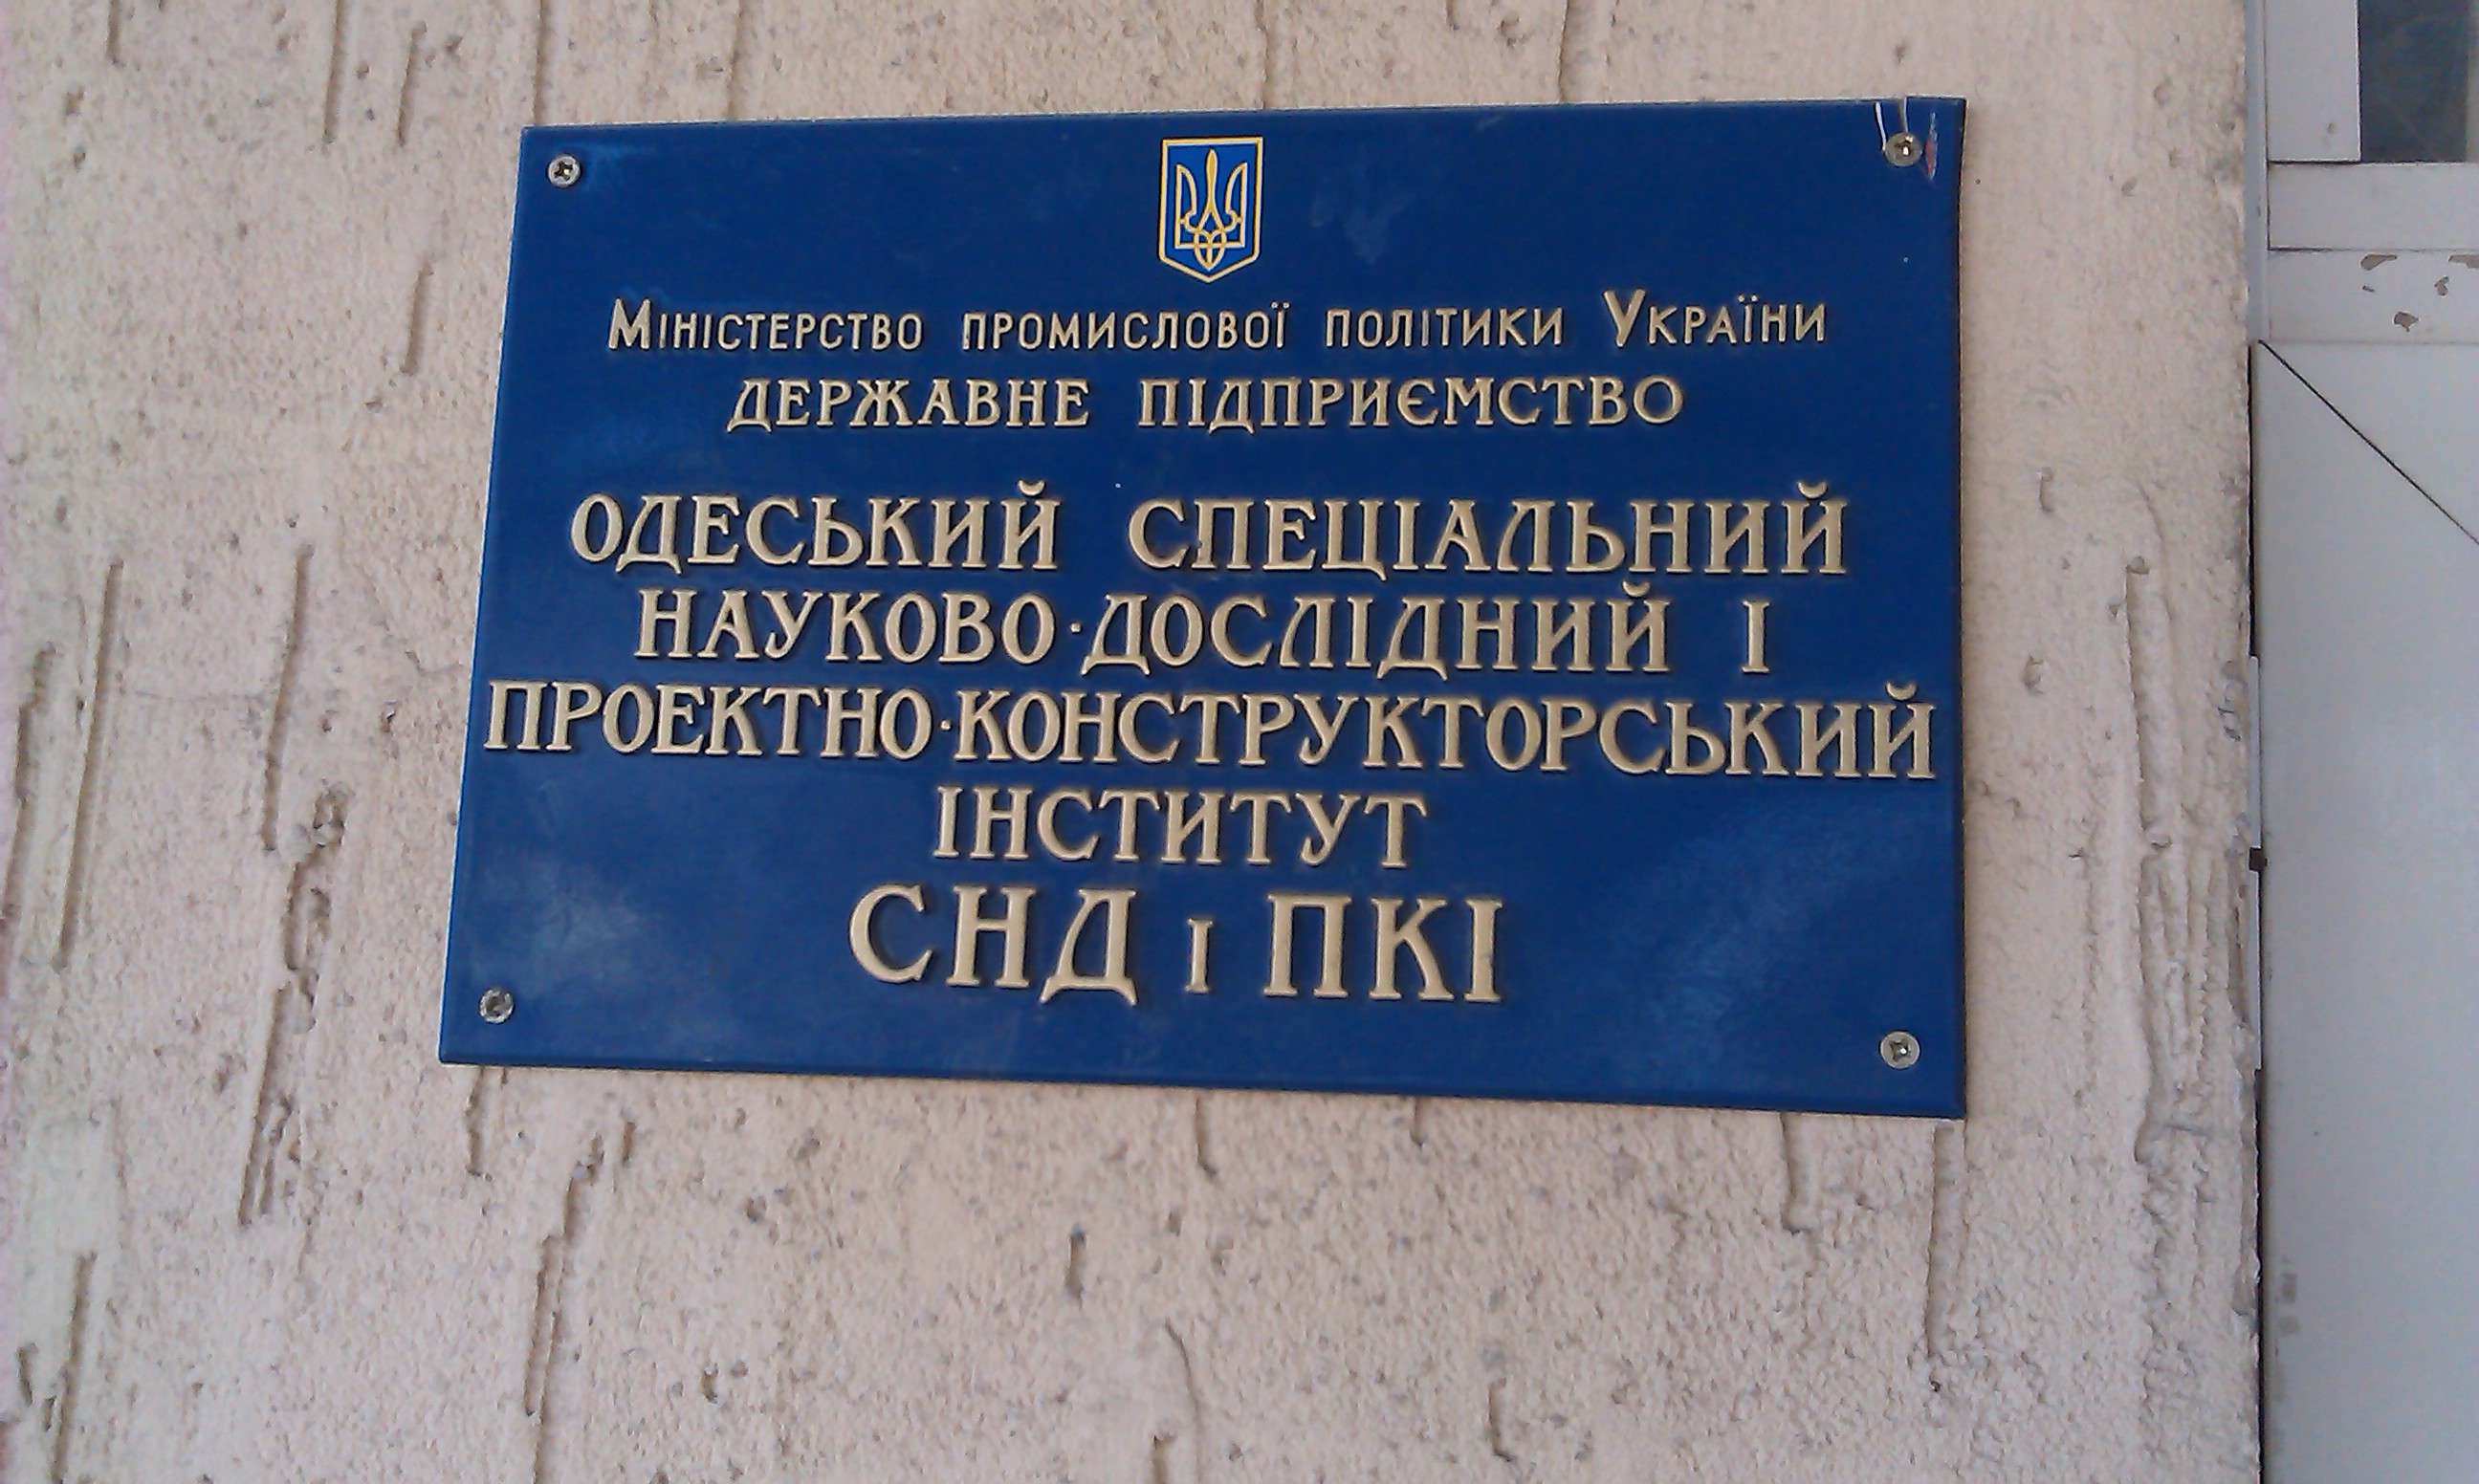 Міністерство промислової політики України
ДЕРЖАВНЕ ПІДПРИЄМСТВО
ОДЕСЬКИЙ СПЕЦІАЛЬНИЙ
НАУКОВО-ДОСЛІДНИЙ І
ПРОЕКТНО-КОНСТРУКТОРСЬКИЙ
ІНСТИТУТ
СНД і ПКІ